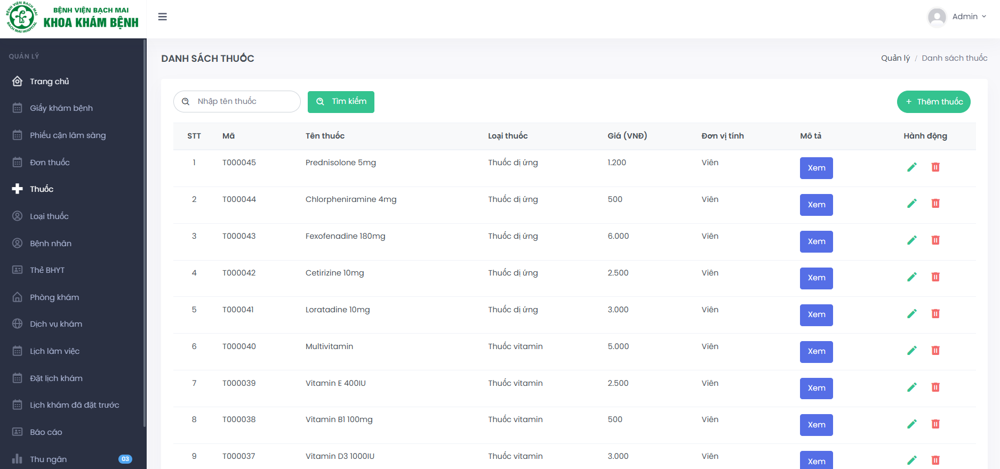 BỆNH VIỆN BẠCH MAI
BACH MAI HOSPITAL
BỆNH VIỆN BẠCH MAI
KHOA KHÁM BỆNH
Admin
QUẢN LÝ
Trang chủ
Giấy khám bệnh
Phiếu cận lâm sàng
Đơn thuốc
Thuốc
Loại thuốc
Bệnh nhân
Thẻ BHYT
Phòng khám
Dịch vụ khám
Lịch làm việc
Đặt lịch khám
Lịch khám đã đặt trước
Báo cáo
Thu ngân 03
DANH SÁCH THUỐC
Quản lý / Danh sách thuốc
Nhập tên thuốc
Tìm kiếm
+ Thêm thuốc
STT Mã Tên thuốc Loại thuốc Giá (VNĐ) Đơn vị tính Mô tả Hành động
1 T000045 Prednisolone 5mg Thuốc dị ứng 1.200 Viên Xem
2 T000044 Chlorpheniramine 4mg Thuốc dị ứng 500 Viên Xem
3 T000043 Fexofenadine 180mg Thuốc dị ứng 6.000 Viên Xem
4 T000042 Cetirizine 10mg Thuốc dị ứng 2.500 Viên Xem
5 T000041 Loratadine 10mg Thuốc dị ứng 3.000 Viên Xem
6 T000040 Multivitamin Thuốc vitamin 5.000 Viên Xem
7 T000039 Vitamin E 400IU Thuốc vitamin 2.500 Viên Xem
8 T000038 Vitamin B1 100mg Thuốc vitamin 500 Viên Xem
9 T000037 Vitamin D3 1000IU Thuốc vitamin 3.000 Viên Xem